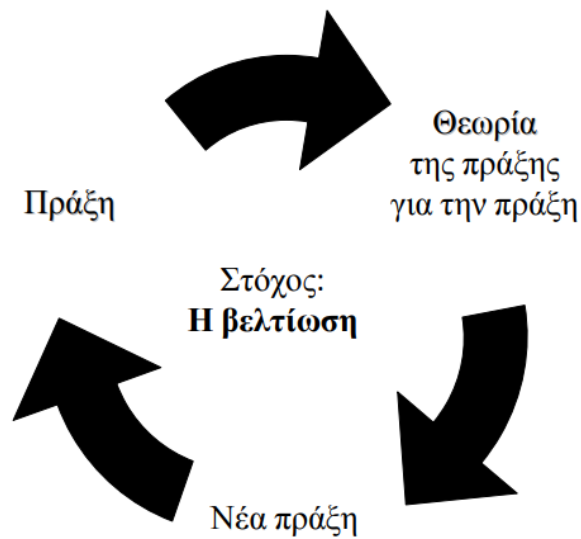 Πράξη
Θεωρία
της πράξης
για την πράξη
Στόχος:
Η βελτίωση
Νέα πράξη